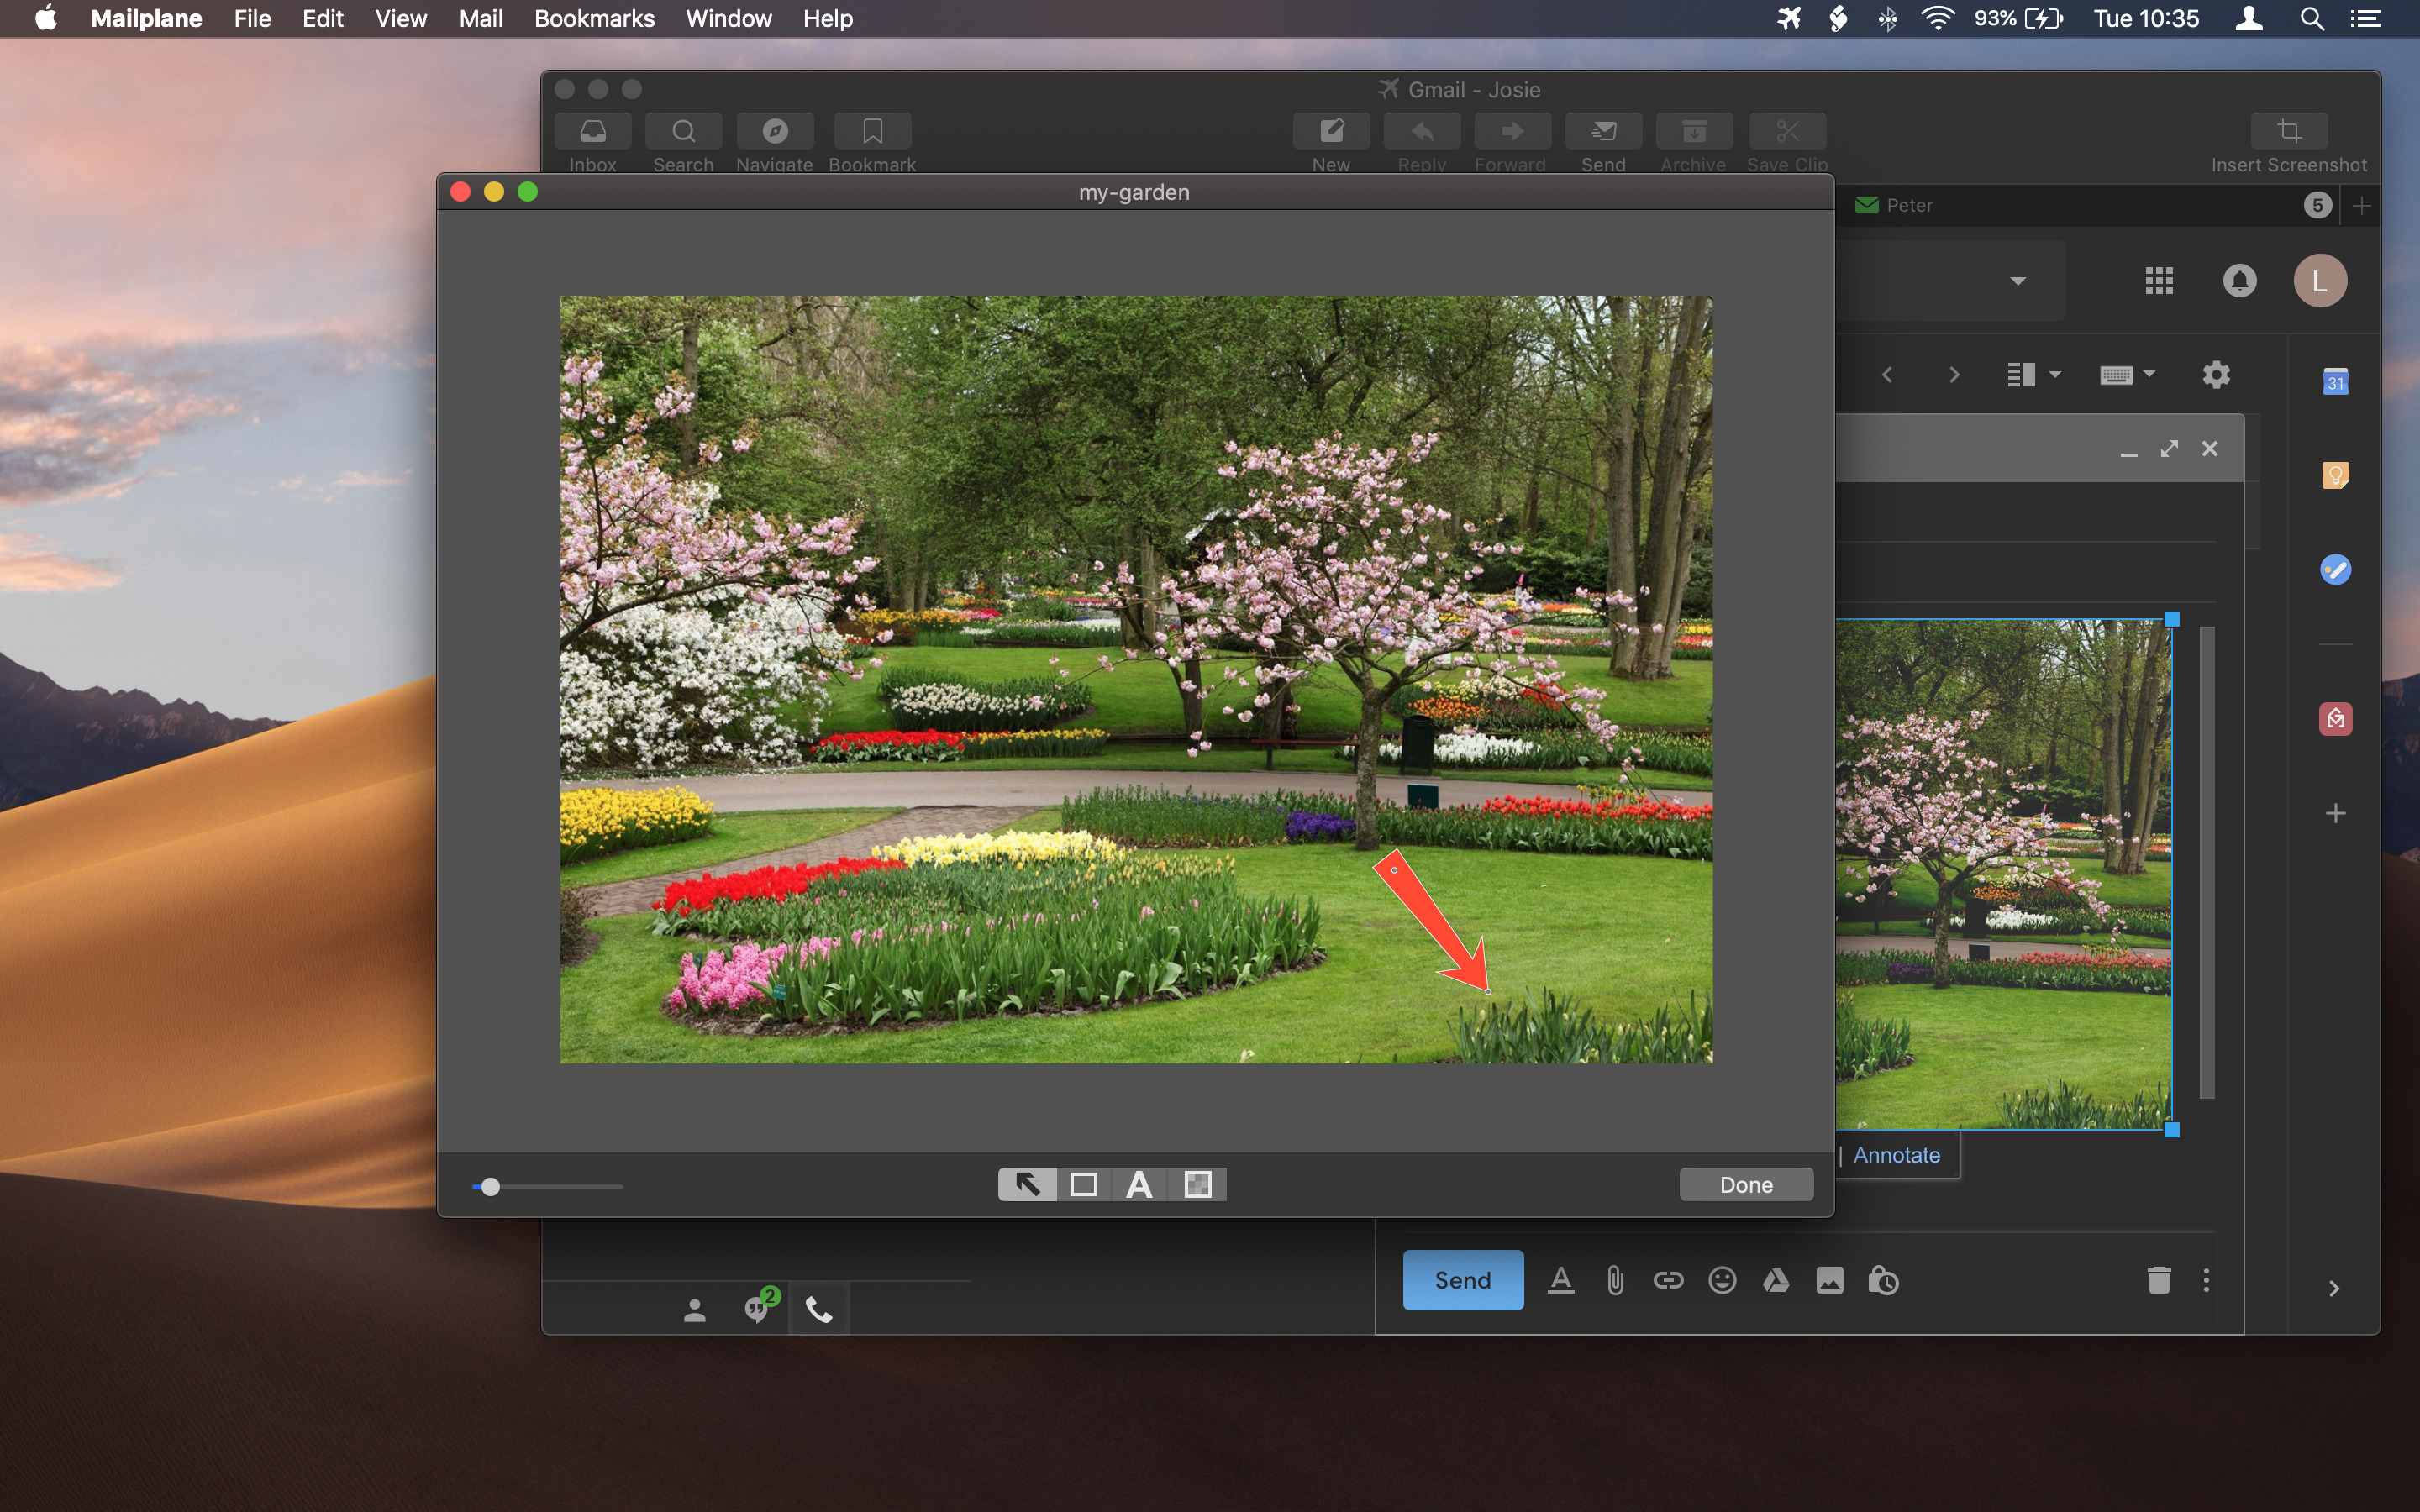 Mailplane File Edit View Mail Bookmarks Window Help 93% Tue 10:35
Gmail - Josie
Inbox Search Navigate Bookmark New Reply Forward Send Archive Save Clip Insert Screenshot
my-garden
Peter 5
L
31
| Annotate
A Done
Send A
2